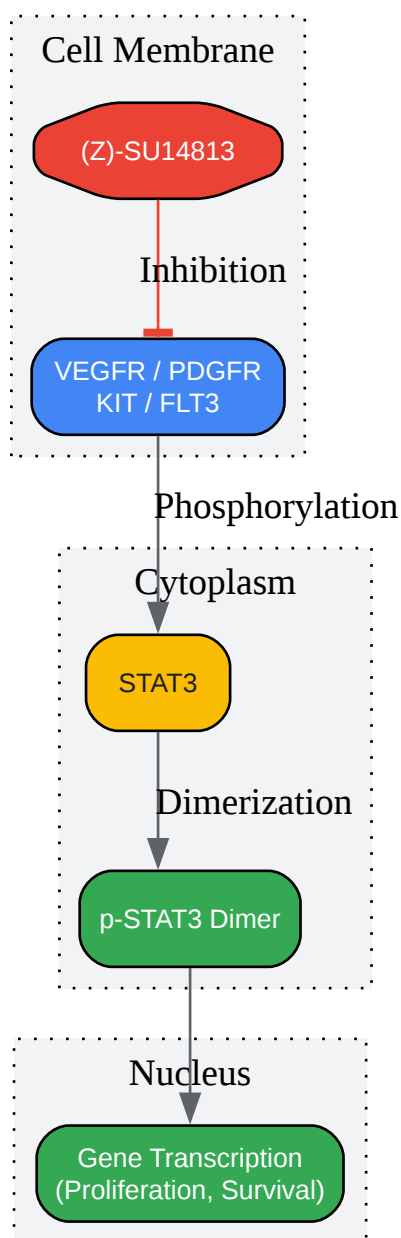 Cell Membrane
(Z)-SU14813
Inhibition
VEGFR / PDGFR
KIT / FLT3
Phosphorylation
Cytoplasm
STAT3
Dimerization
p-STAT3 Dimer
Nucleus
Gene Transcription
(Proliferation, Survival)